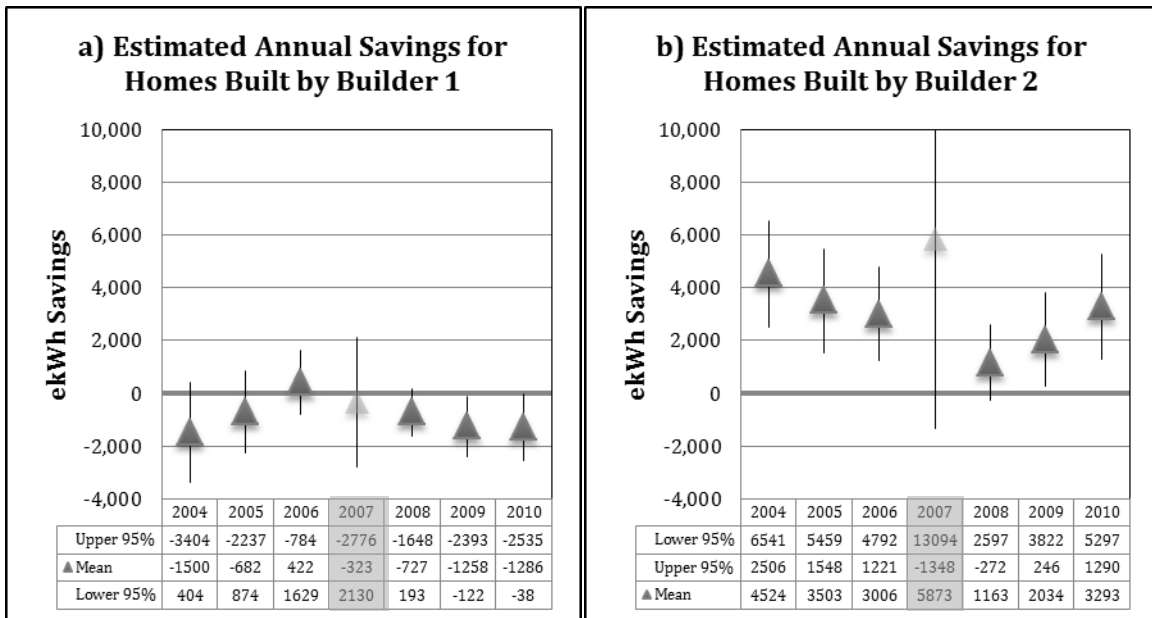 a) Estimated Annual Savings for
Homes Built by Builder 1
ekWh Savings
10,000
8,000
6,000
4,000
2,000
0
-2,000
-4,000
2004 2005 2006 2007 2008 2009 2010
Upper 95% -3404 -2237 -784 -2776 -1648 -2393 -2535
Mean -1500 -682 422 -323 -727 -1258 -1286
Lower 95% 404 874 1629 2130 193 -122 -38
b) Estimated Annual Savings for
Homes Built by Builder 2
ekWh Savings
10,000
8,000
6,000
4,000
2,000
0
-2,000
-4,000
2004 2005 2006 2007 2008 2009 2010
Lower 95% 6541 5459 4792 13094 2597 3822 5297
Upper 95% 2506 1548 1221 -1348 -272 246 1290
Mean 4524 3503 3006 5873 1163 2034 3293